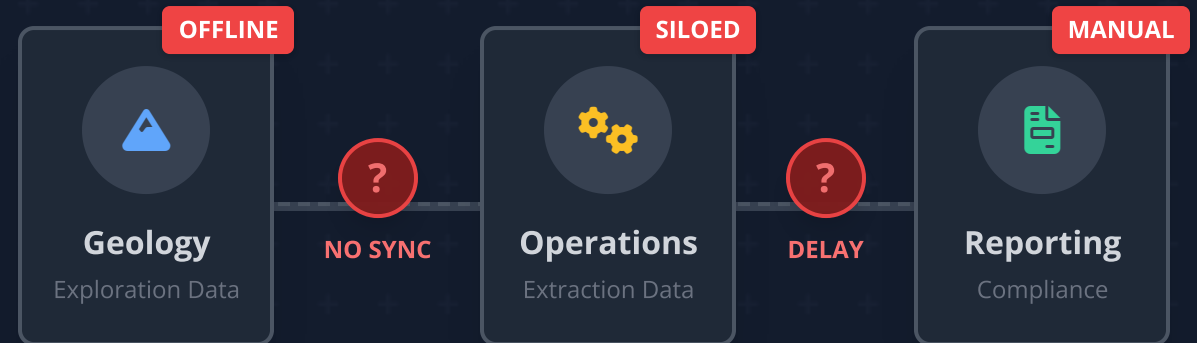 OFFLINE
SILOED
MANUAL
?
?
Geology
NO SYNC
Operations
DELAY
Reporting
Exploration Data
Extraction Data
Compliance